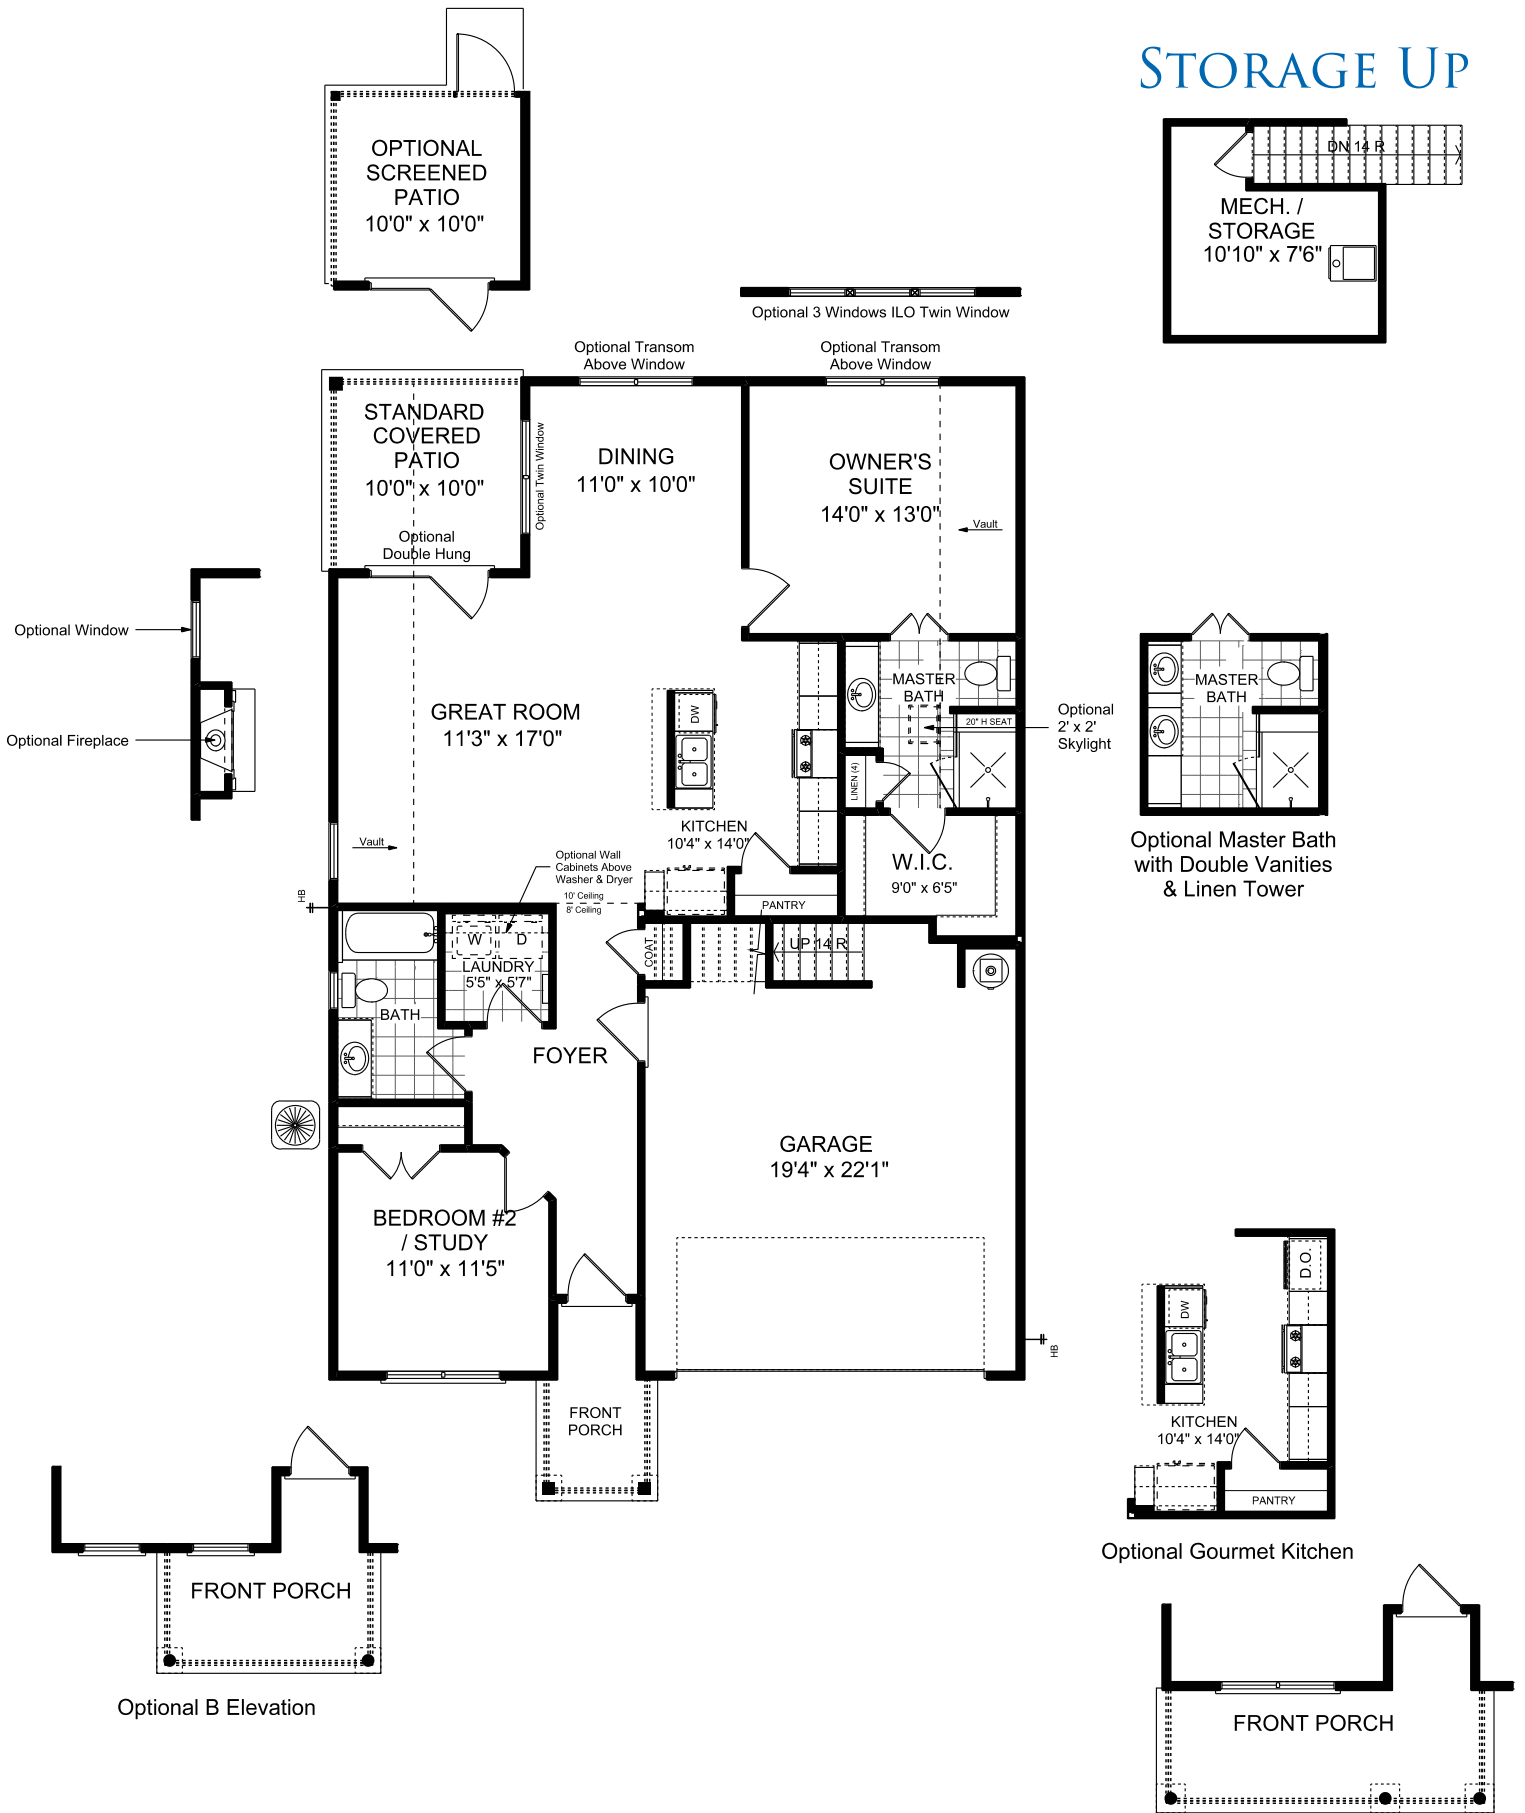 STORAGE UP
DN 14 R
MECH. /
STORAGE
10'10" x 7'6"
OPTIONAL
SCREENED
PATIO
10'0" x 10'0"
Optional 3 Windows ILO Twin Window
Optional Transom
Above Window
Optional Transom
Above Window
STANDARD
COVERED
PATIO
10'0" x 10'0"
Optional
Double Hung
Optional Twin Window
DINING
11'0" x 10'0"
OWNER'S
SUITE
14'0" x 13'0"
Vault
Optional Window
Optional Fireplace
GREAT ROOM
11'3" x 17'0"
Vault
HB
DW
KITCHEN
10'4" x 14'0"
PANTRY
MASTER
BATH
20" H SEAT
LINEN (4)
Optional
2' x 2'
Skylight
W.I.C.
9'0" x 6'5"
MASTER
BATH
Optional Master Bath
with Double Vanities
& Linen Tower
Optional Wall
Cabinets Above
Washer & Dryer
10' Ceiling
8' Ceiling
W
D
LAUNDRY
5'5" x 5'7"
COAT
UP 14 R
BATH
FOYER
GARAGE
19'4" x 22'1"
BEDROOM #2
/ STUDY
11'0" x 11'5"
HB
FRONT
PORCH
D.O.
DW
KITCHEN
10'4" x 14'0"
PANTRY
Optional Gourmet Kitchen
FRONT PORCH
Optional B Elevation
FRONT PORCH